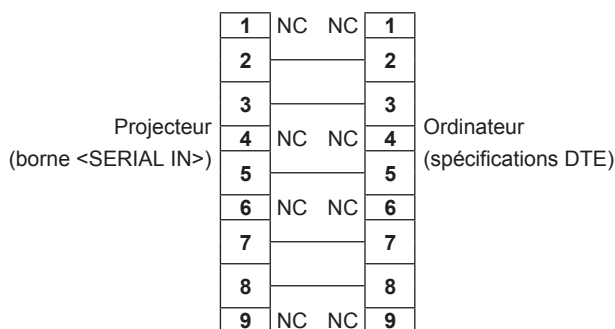 1 NC NC 1
2 2
3 3
Projecteur
(borne <SERIAL IN>)
4 NC NC 4
Ordinateur
(spécifications DTE)
5 5
6 NC NC 6
7 7
8 8
9 NC NC 9